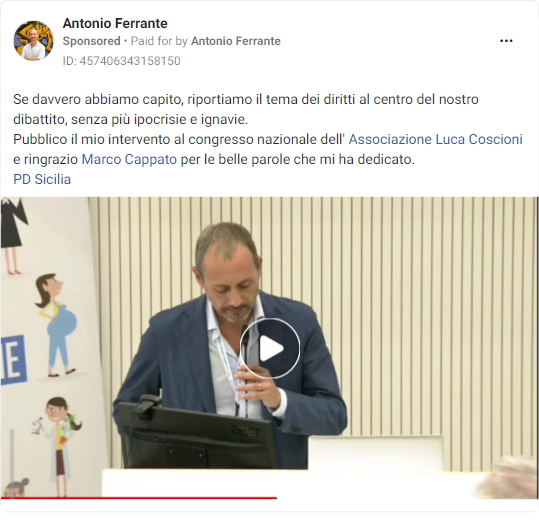 Antonio Ferrante
Sponsored • Paid for by Antonio Ferrante
ID: 457406343158150
Se davvero abbiamo capito, riportiamo il tema dei diritti al centro del nostro
dibattito, senza più ipocrisie e ignavie.
Pubblico il mio intervento al congresso nazionale dell' Associazione Luca Coscioni
e ringrazio Marco Cappato per le belle parole che mi ha dedicato.
PD Sicilia
acer